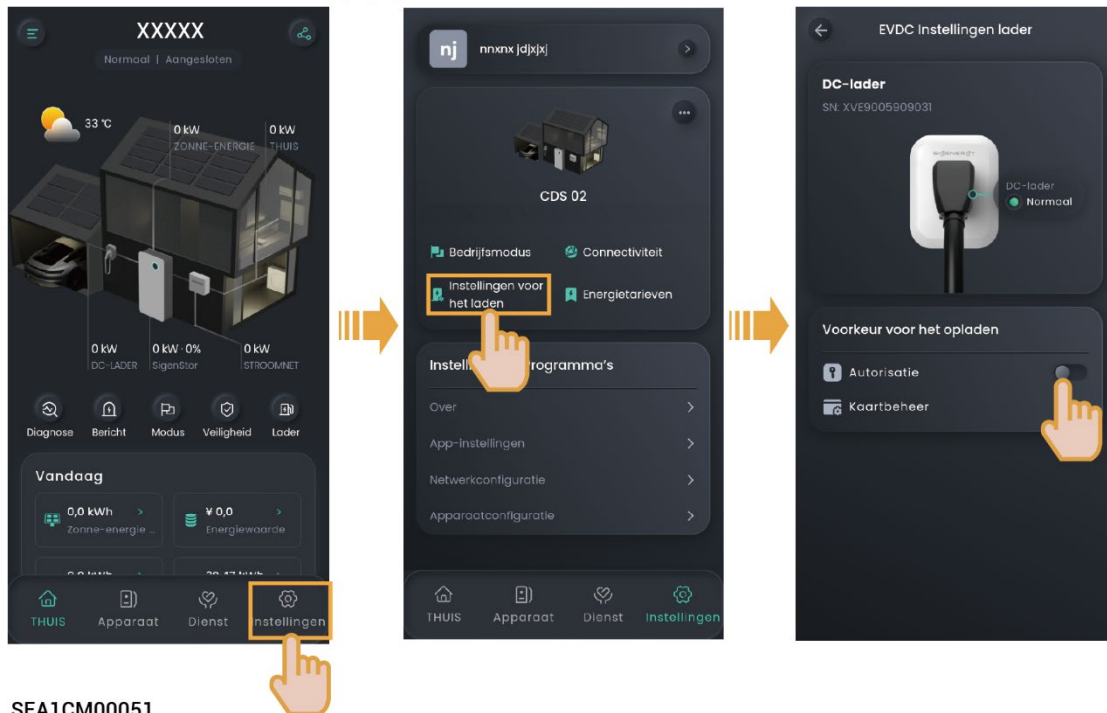 XXXXX
Normaal | Aangesloten
33 °C
0 kW
ZONNE-ENERGIE
0 kW
THUIS
0 kW
DC-LADER
0 kW · 0%
SigenStor
0 kW
STROOMNET
Diagnose
Bericht
Modus
Veiligheid
Lader
Vandaag
0,0 kWh
Zonne-energie ...
¥ 0,0
Energiewaarde
THUIS
Apparaat
Dienst
Instellingen
nj
nnxnx jdjxjxj
CDS 02
Bedrijfsmodus
Connectiviteit
Instellingen voor
het laden
Energietarieven
Over
App-instellingen
Netwerkconfiguratie
Apparaatconfiguratie
THUIS
Apparaat
Dienst
Instellingen
EVDC Instellingen lader
DC-lader
SN: XVE9005909031
SIGENERGY
DC-lader
Normaal
Voorkeur voor het opladen
Autorisatie
Kaartbeheer
SEA1CM00051